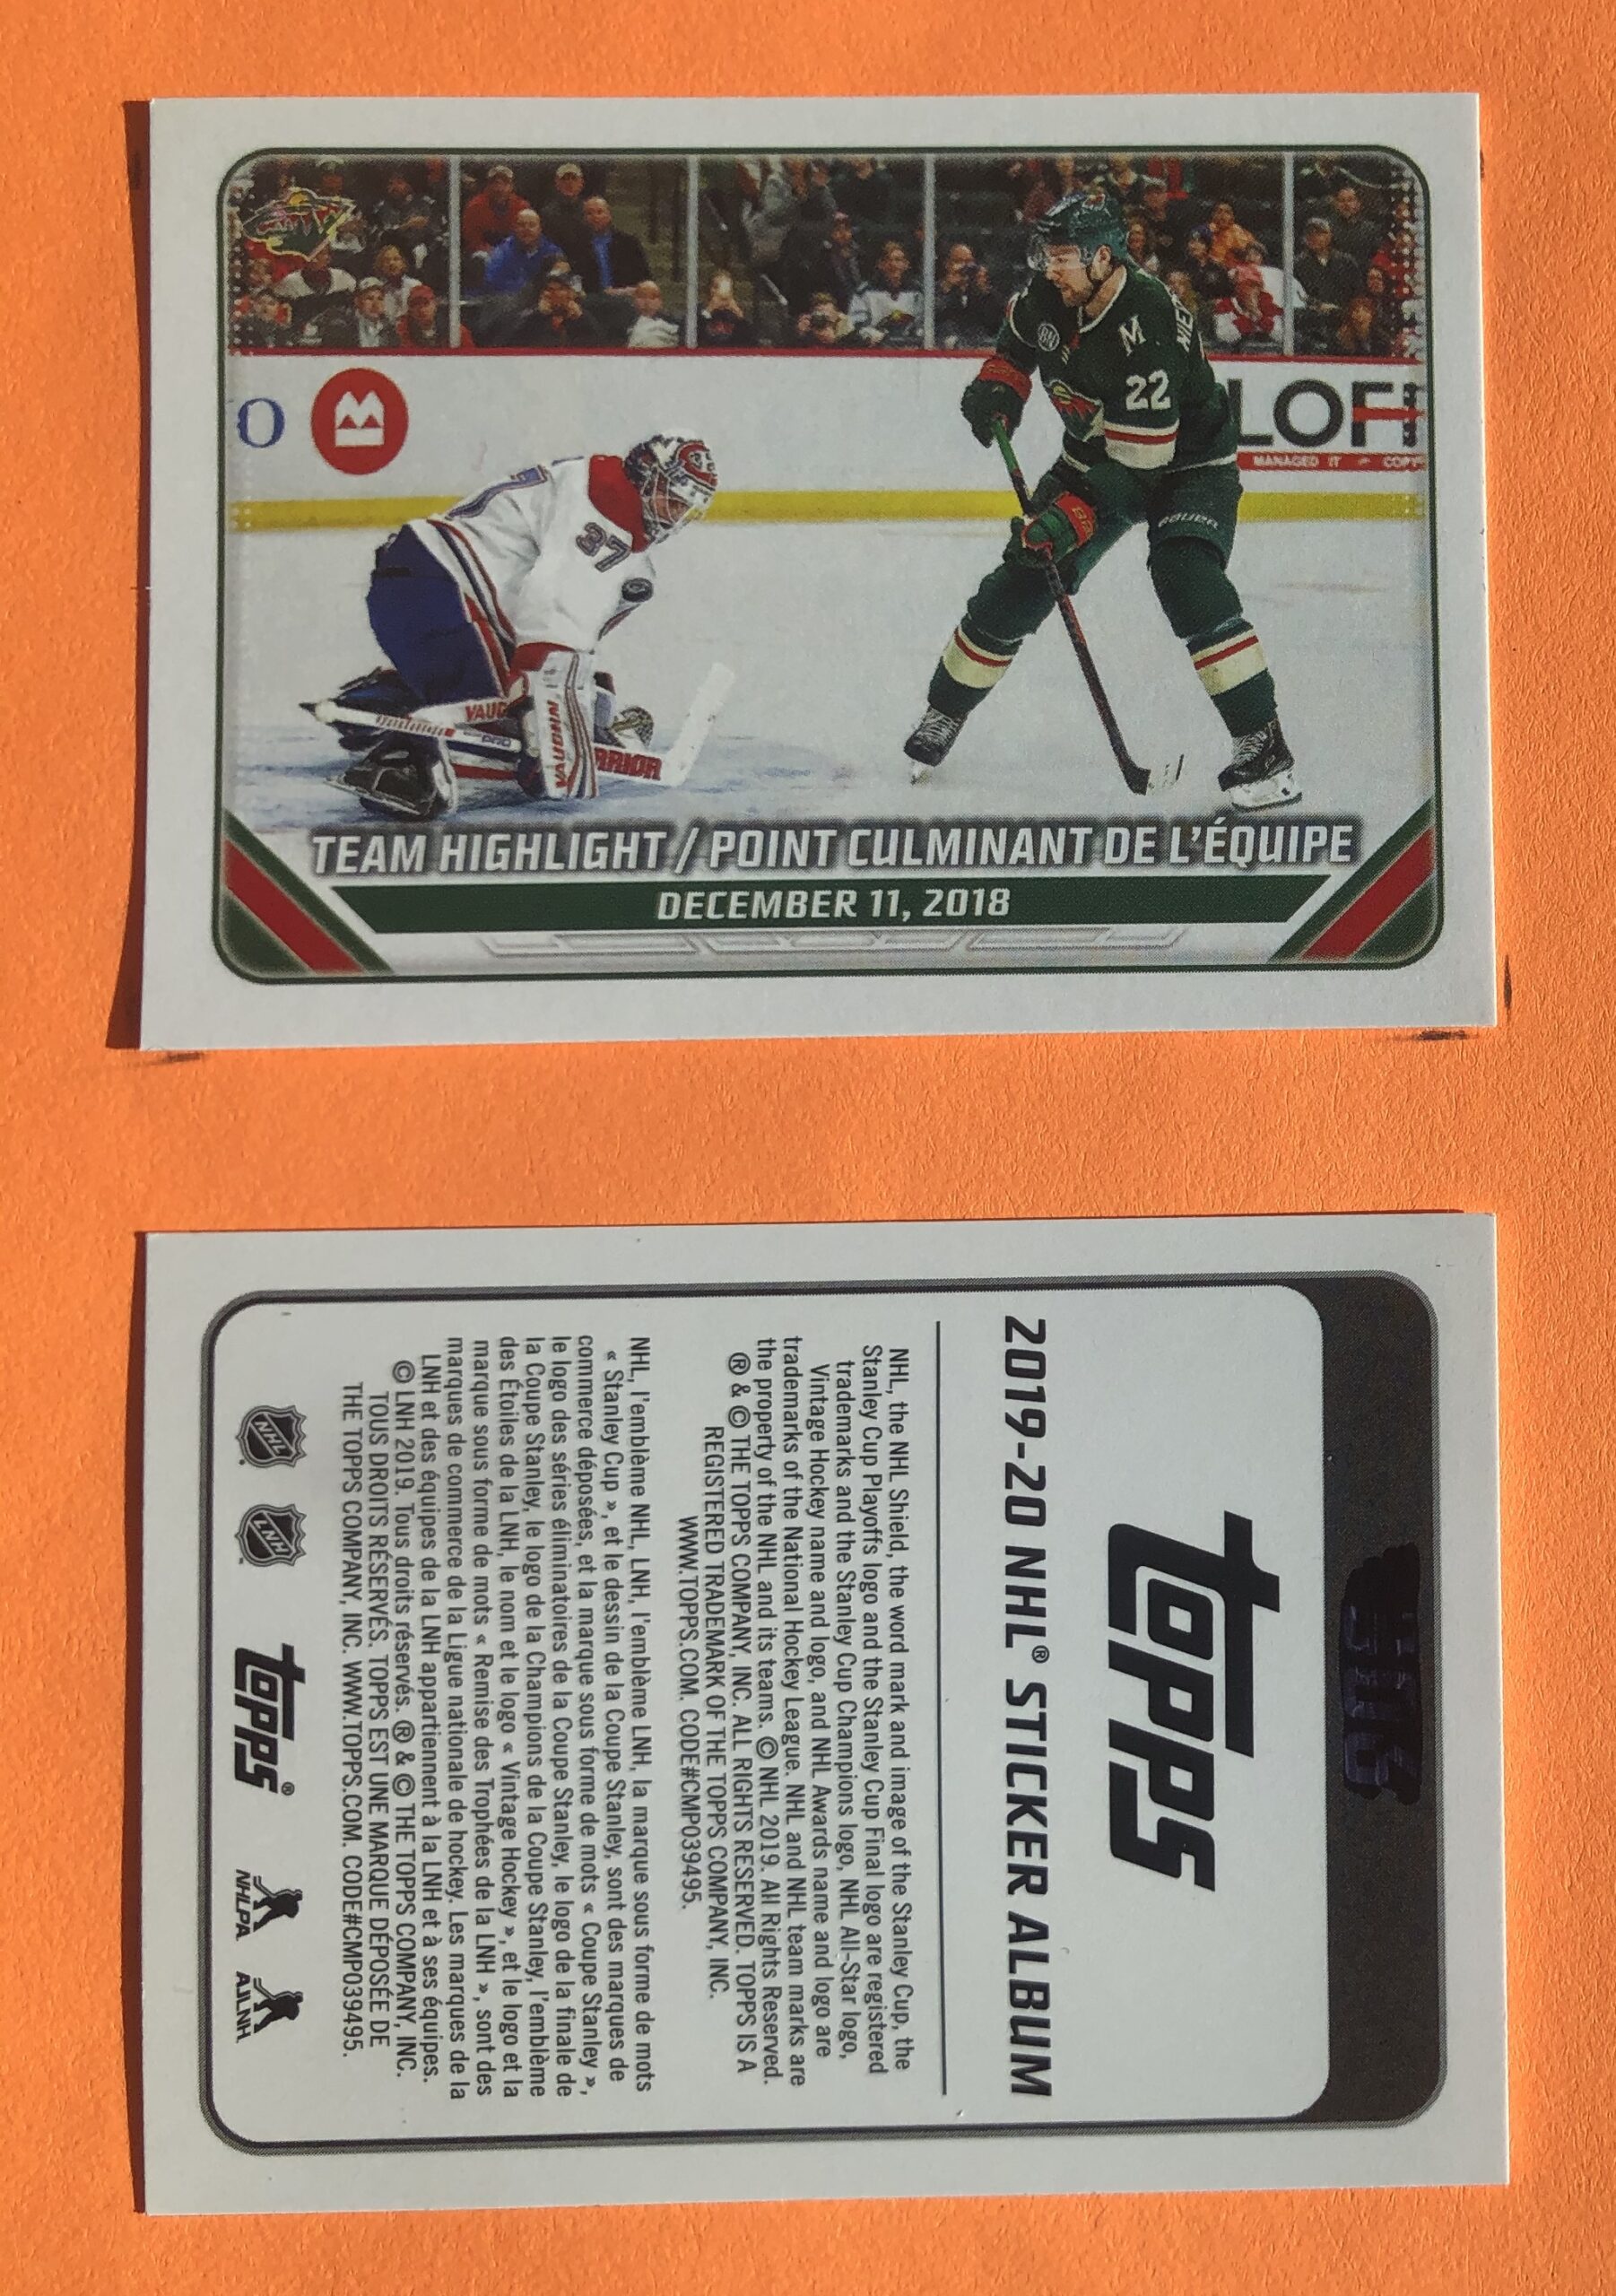 BN
M
NIEN
22
O
LOFF
MANAGED IT - COPI
37
37
Bauer
VAUG
PRO
VAUGHN
WARRIOR
TEAM HIGHLIGHT / POINT CULMINANT DE L'ÉQUIPE
DECEMBER 11, 2018
topps
2019-20 NHL® STICKER ALBUM
NHL, the NHL Shield, the word mark and image of the Stanley Cup, the
Stanley Cup Playoffs logo and the Stanley Cup Final logo are registered
trademarks and the Stanley Cup Champions logo, NHL All-Star logo,
Vintage Hockey name and logo, and NHL Awards name and logo are
trademarks of the National Hockey League. NHL and NHL team marks are
the property of the NHL and its teams. © NHL 2019. All Rights Reserved.
® & © THE TOPPS COMPANY, INC. ALL RIGHTS RESERVED. TOPPS IS A
REGISTERED TRADEMARK OF THE TOPPS COMPANY, INC.
WWW.TOPPS.COM. CODE#CMP039495.
NHL, l'emblème NHL, LNH, l'emblème LNH, la marque sous forme de mots
« Stanley Cup », et le dessin de la Coupe Stanley, sont des marques de
commerce déposées, et la marque sous forme de mots « Coupe Stanley »,
le logo des séries éliminatoires de la Coupe Stanley, le logo de la finale de
la Coupe Stanley, le logo de la Champions de la Coupe Stanley, l'emblème
des Étoiles de la LNH, le nom et le logo « Vintage Hockey », et le logo et la
marque sous forme de mots « Remise des Trophées de la LNH », sont des
marques de commerce de la Ligue nationale de hockey. Les marques de la
LNH et des équipes de la LNH appartiennent à la LNH et à ses équipes.
© LNH 2019. Tous droits réservés. ® & © THE TOPPS COMPANY, INC.
TOUS DROITS RÉSERVÉS. TOPPS EST UNE MARQUE DÉPOSÉE DE
THE TOPPS COMPANY, INC. WWW.TOPPS.COM. CODE#CMP039495.
NHL LNH topps® NHLPA AJLNH